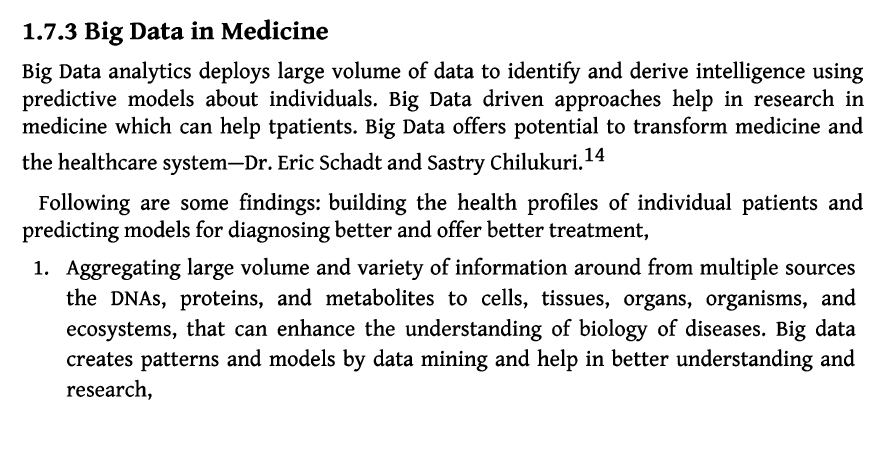 1.7.3 Big Data in Medicine
Big Data analytics deploys large volume of data to identify and derive intelligence using
predictive models about individuals. Big Data driven approaches help in research in
medicine which can help tpatients. Big Data offers potential to transform medicine and
the healthcare system—Dr. Eric Schadt and Sastry Chilukuri.14
Following are some findings: building the health profiles of individual patients and
predicting models for diagnosing better and offer better treatment,
1. Aggregating large volume and variety of information around from multiple sources
the DNAs, proteins, and metabolites to cells, tissues, organs, organisms, and
ecosystems, that can enhance the understanding of biology of diseases. Big data
creates patterns and models by data mining and help in better understanding and
research,